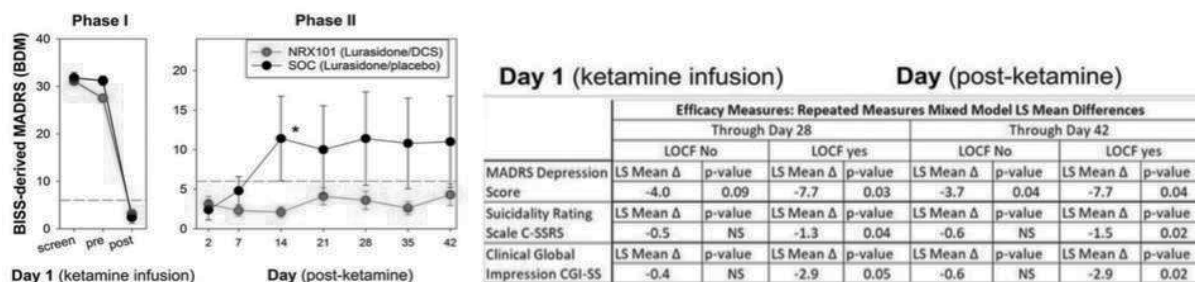 Phase I
Phase II
BISS-derived MADRS (BDM)
40
30
20
10
0
screen
pre
post
Day 1 (ketamine infusion)
NRX101 (Lurasidone/DCS)
SOC (Lurasidone/placebo)
20
15
10
5
0
*
2 7 14 21 28 35 42
Day (post-ketamine)
Day 1 (ketamine infusion) Day (post-ketamine)
Efficacy Measures: Repeated Measures Mixed Model LS Mean Differences
Through Day 28 Through Day 42
LOCF No LOCF yes LOCF No LOCF yes
MADRS Depression LS Mean Δ p-value LS Mean Δ p-value LS Mean Δ p-value LS Mean Δ p-value
Score -4.0 0.09 -7.7 0.03 -3.7 0.04 -7.7 0.04
Suicidality Rating LS Mean Δ p-value LS Mean Δ p-value LS Mean Δ p-value LS Mean Δ p-value
Scale C-SSRS -0.5 NS -1.3 0.04 -0.6 NS -1.5 0.02
Clinical Global LS Mean Δ p-value LS Mean Δ p-value LS Mean Δ p-value LS Mean Δ p-value
Impression CGI-SS -0.4 NS -2.9 0.05 -0.6 NS -2.9 0.02